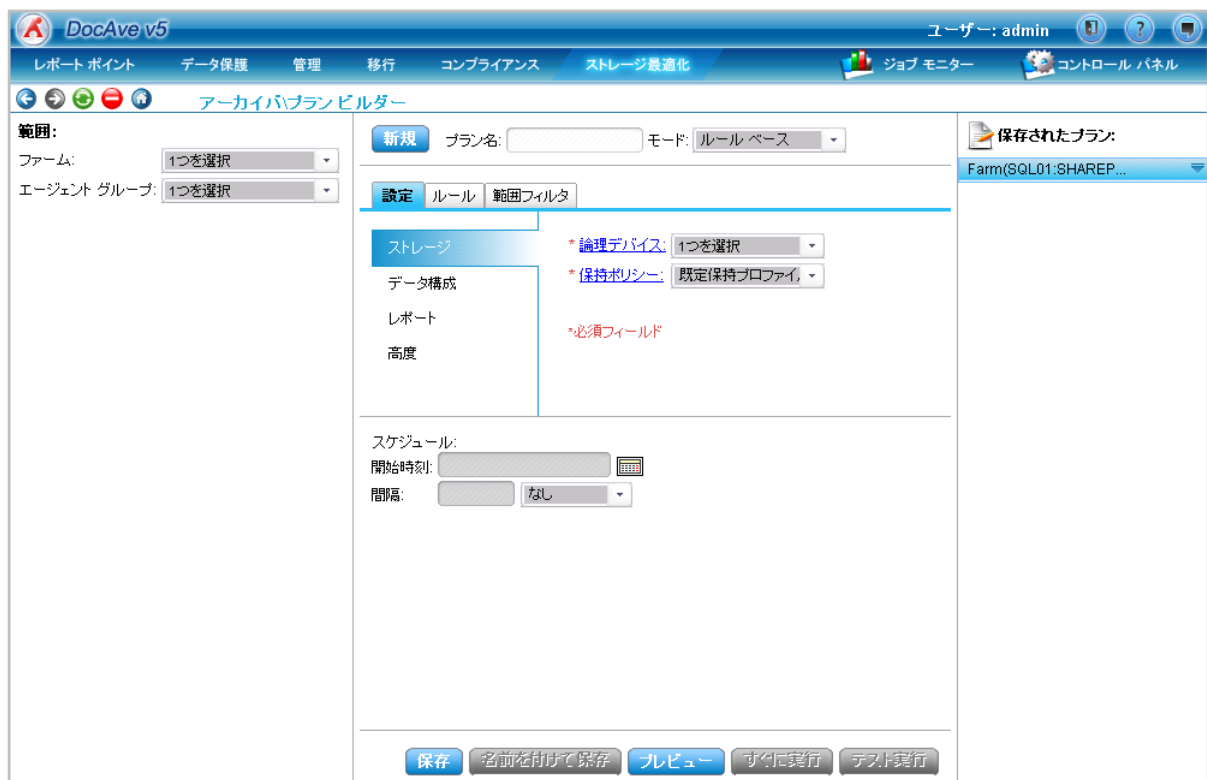 DocAve v5
ユーザー: admin
レポート ポイント データ保護 管理 移行 コンプライアンス ストレージ最適化 ジョブ モニター コントロール パネル
アーカイバ\プラン ビルダー
範囲:
ファーム: 1つを選択
エージェント グループ: 1つを選択
新規 プラン名: モード: ルール ベース
設定 ルール 範囲フィルタ
ストレージ
データ構成
レポート
高度
* 論理デバイス: 1つを選択
* 保持ポリシー: 既定保持プロファイ
*必須フィールド
スケジュール:
開始時刻:
間隔: なし
保存 名前を付けて保存 プレビュー すぐに実行 テスト実行
保存されたプラン:
Farm(SQL01:SHAREP...